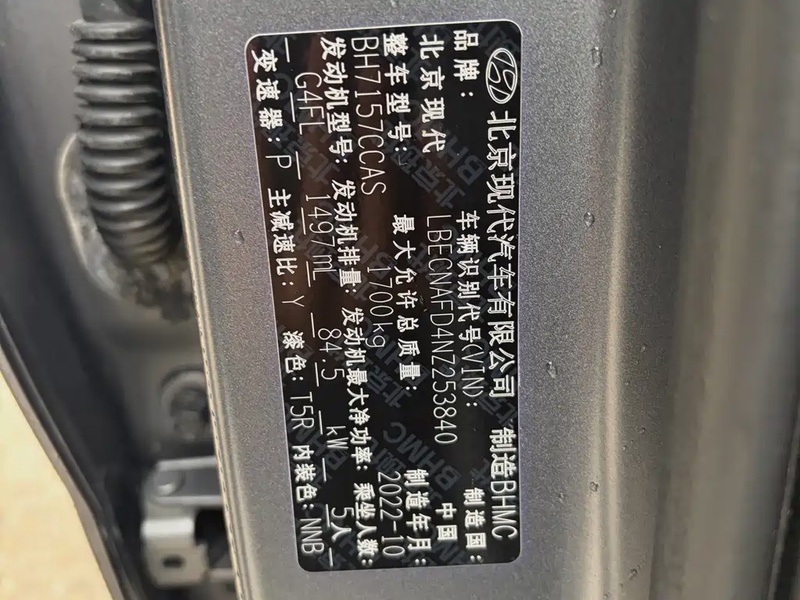 北京现代汽车有限公司 制造BHMC
品牌: 车辆识别代号(VIN): 制造国:
北京现代 LBECNAFD4NZ253840 中国
整车型号: 最大允许总质量: 制造年月:
BH7157CCAS 1700kg 2022-10
发动机型号: 发动机排量: 发动机最大净功率: 乘坐人数:
G4FL 1497mL 84.5 kW 5人
变速器: P 主减速比: Y 漆色: T5R 内装色: NNB